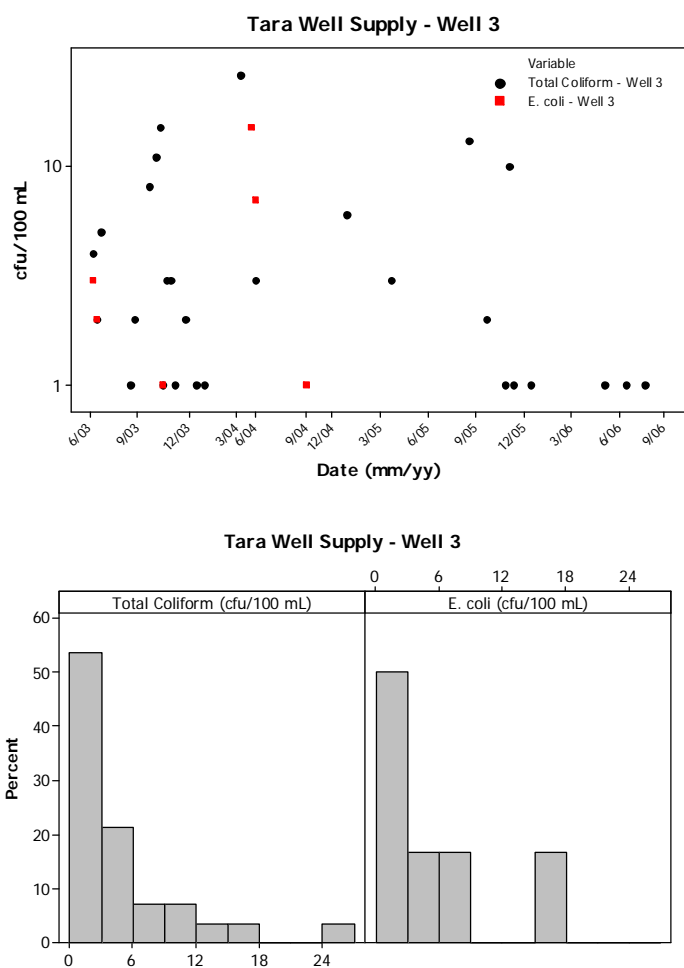 Tara Well Supply - Well 3
Variable
Total Coliform - Well 3
E. coli - Well 3
cfu/100 mL
10
1
6/03 9/03 12/03 3/04 6/04 9/04 12/04 3/05 6/05 9/05 12/05 3/06 6/06 9/06
Date (mm/yy)
Tara Well Supply - Well 3
0 6 12 18 24
Total Coliform (cfu/100 mL) E. coli (cfu/100 mL)
Percent
60
50
40
30
20
10
0
0 6 12 18 24